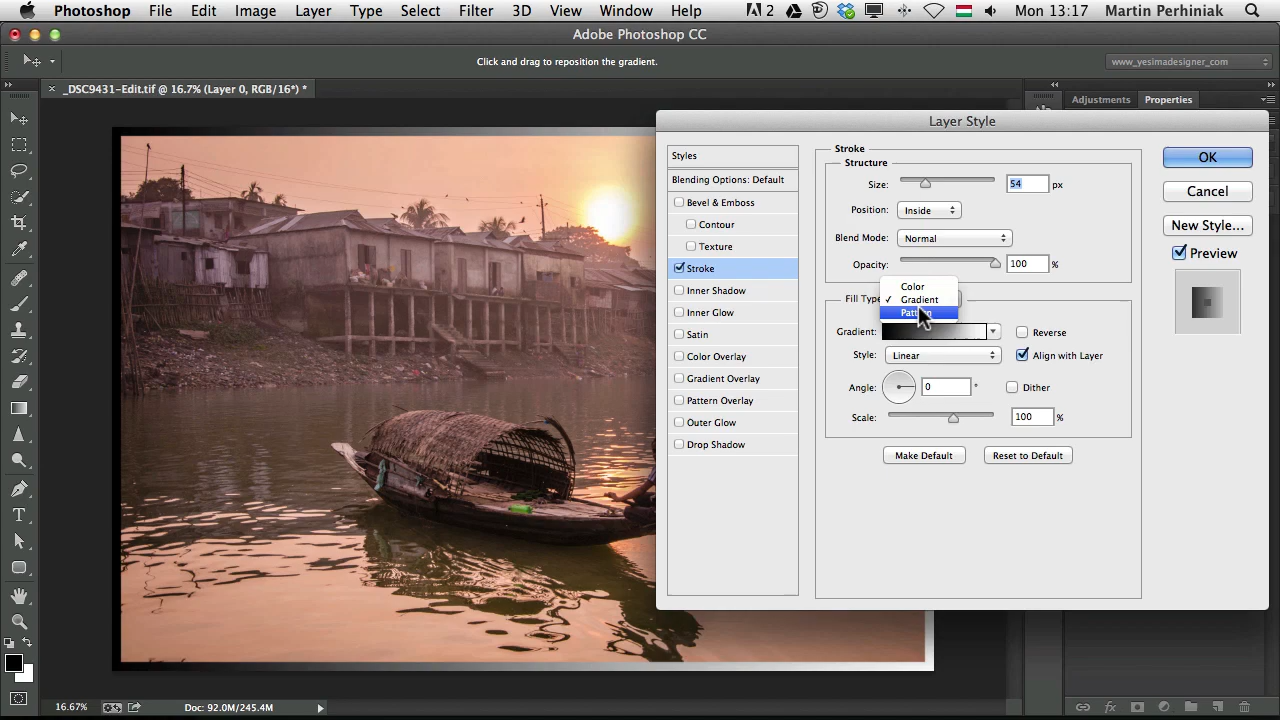 Photoshop File Edit Image Layer Type Select Filter 3D View Window Help 2 Mon 13:17 Martin Perhiniak
Adobe Photoshop CC
Click and drag to reposition the gradient.
www_yesimadesigner_com
_DSC9431-Edit.tif @ 16.7% (Layer 0, RGB/16*) *
Adjustments Properties
Layer Style
Styles
Blending Options: Default
Bevel & Emboss
Contour
Texture
Stroke
Inner Shadow
Inner Glow
Satin
Color Overlay
Gradient Overlay
Pattern Overlay
Outer Glow
Drop Shadow
Stroke
Structure
Size: 54 px
Position: Inside
Blend Mode: Normal
Opacity: 100 %
Color
Fill Type Gradient
Gradient: Reverse
Style: Linear Align with Layer
Angle: 0 ° Dither
Scale: 100 %
Make Default Reset to Default
OK
Cancel
New Style...
Preview
T
16.67% Doc: 92.0M/245.4M
fx